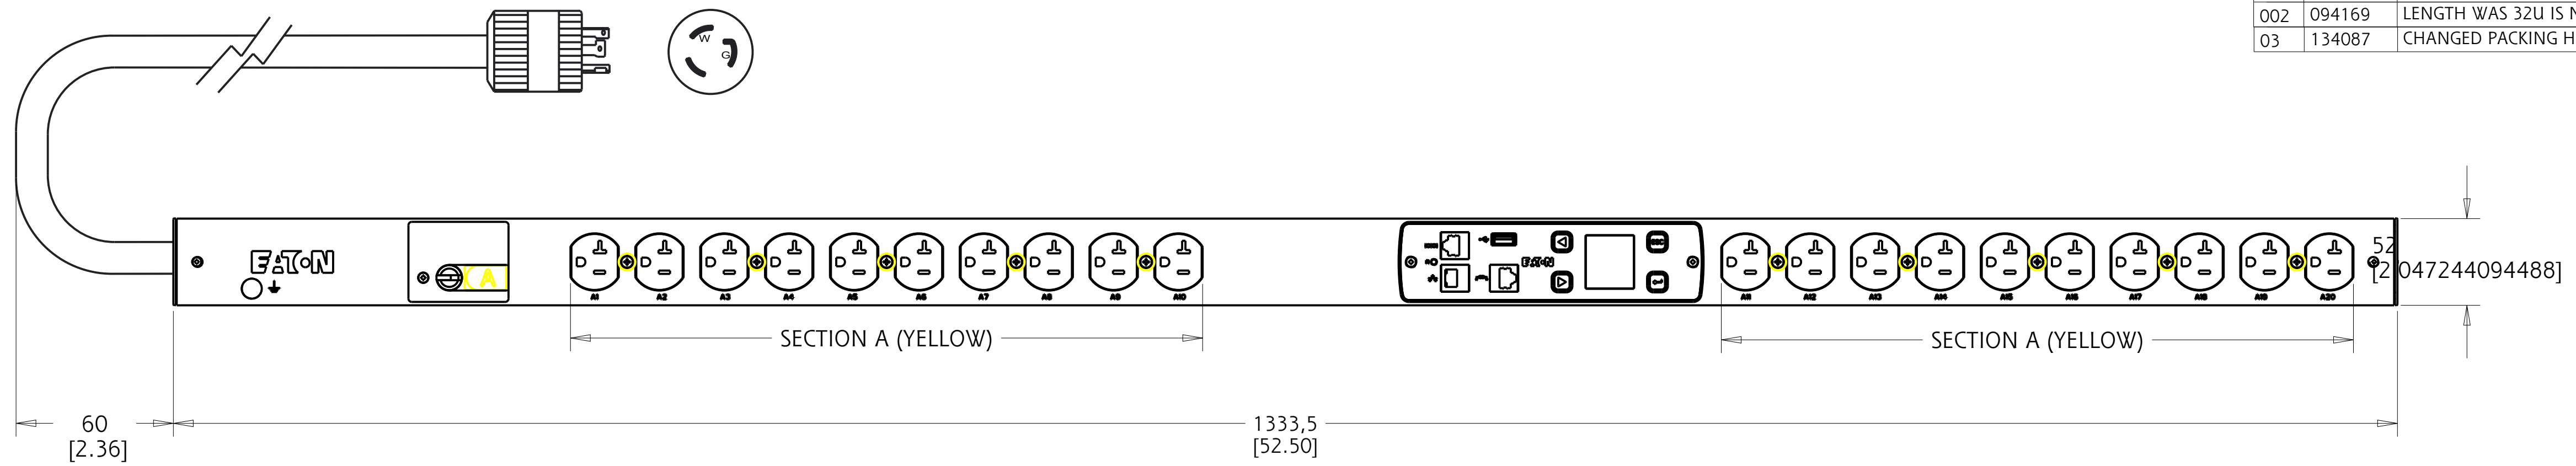 002 094169 LENGTH WAS 32U IS N
03 134087 CHANGED PACKING H
W
G
EATON
A
ESC
EATON
A1 A2 A3 A4 A5 A6 A7 A8 A9 A10
A11 A12 A13 A14 A15 A16 A17 A18 A19 A20
52
[2.047244094488]
SECTION A (YELLOW)
SECTION A (YELLOW)
60
[2.36]
1333,5
[52.50]